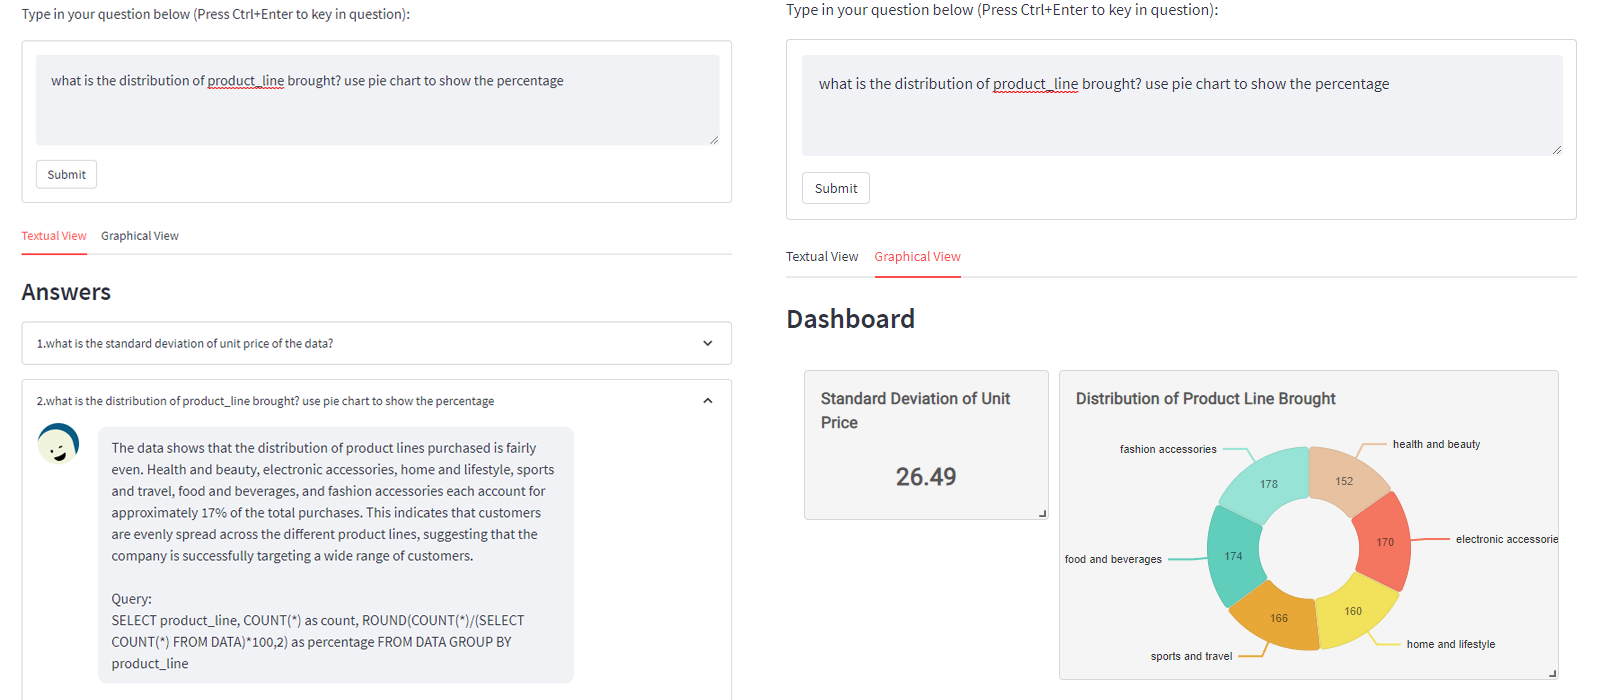 Type in your question below (Press Ctrl+Enter to key in question):
what is the distribution of product_line brought? use pie chart to show the percentage
Submit
Textual View
Graphical View
Answers
1.what is the standard deviation of unit price of the data?
2.what is the distribution of product_line brought? use pie chart to show the percentage
The data shows that the distribution of product lines purchased is fairly
even. Health and beauty, electronic accessories, home and lifestyle, sports
and travel, food and beverages, and fashion accessories each account for
approximately 17% of the total purchases. This indicates that customers
are evenly spread across the different product lines, suggesting that the
company is successfully targeting a wide range of customers.
Query:
SELECT product_line, COUNT(*) as count, ROUND(COUNT(*)/(SELECT
COUNT(*) FROM DATA)*100,2) as percentage FROM DATA GROUP BY
product_line
Type in your question below (Press Ctrl+Enter to key in question):
what is the distribution of product_line brought? use pie chart to show the percentage
Submit
Textual View
Graphical View
Dashboard
Standard Deviation of Unit
Price
26.49
Distribution of Product Line Brought
fashion accessories
health and beauty
178
152
170
electronic accessorie
174
food and beverages
160
166
home and lifestyle
sports and travel